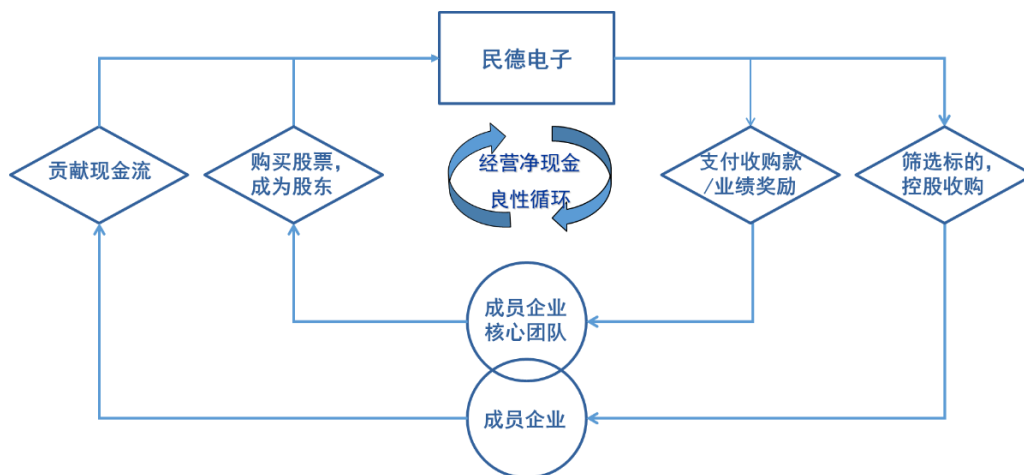 民德电子
贡献现金流
购买股票，
成为股东
经营净现金
良性循环
支付收购款
/业绩奖励
筛选标的，
控股收购
成员企业
核心团队
成员企业